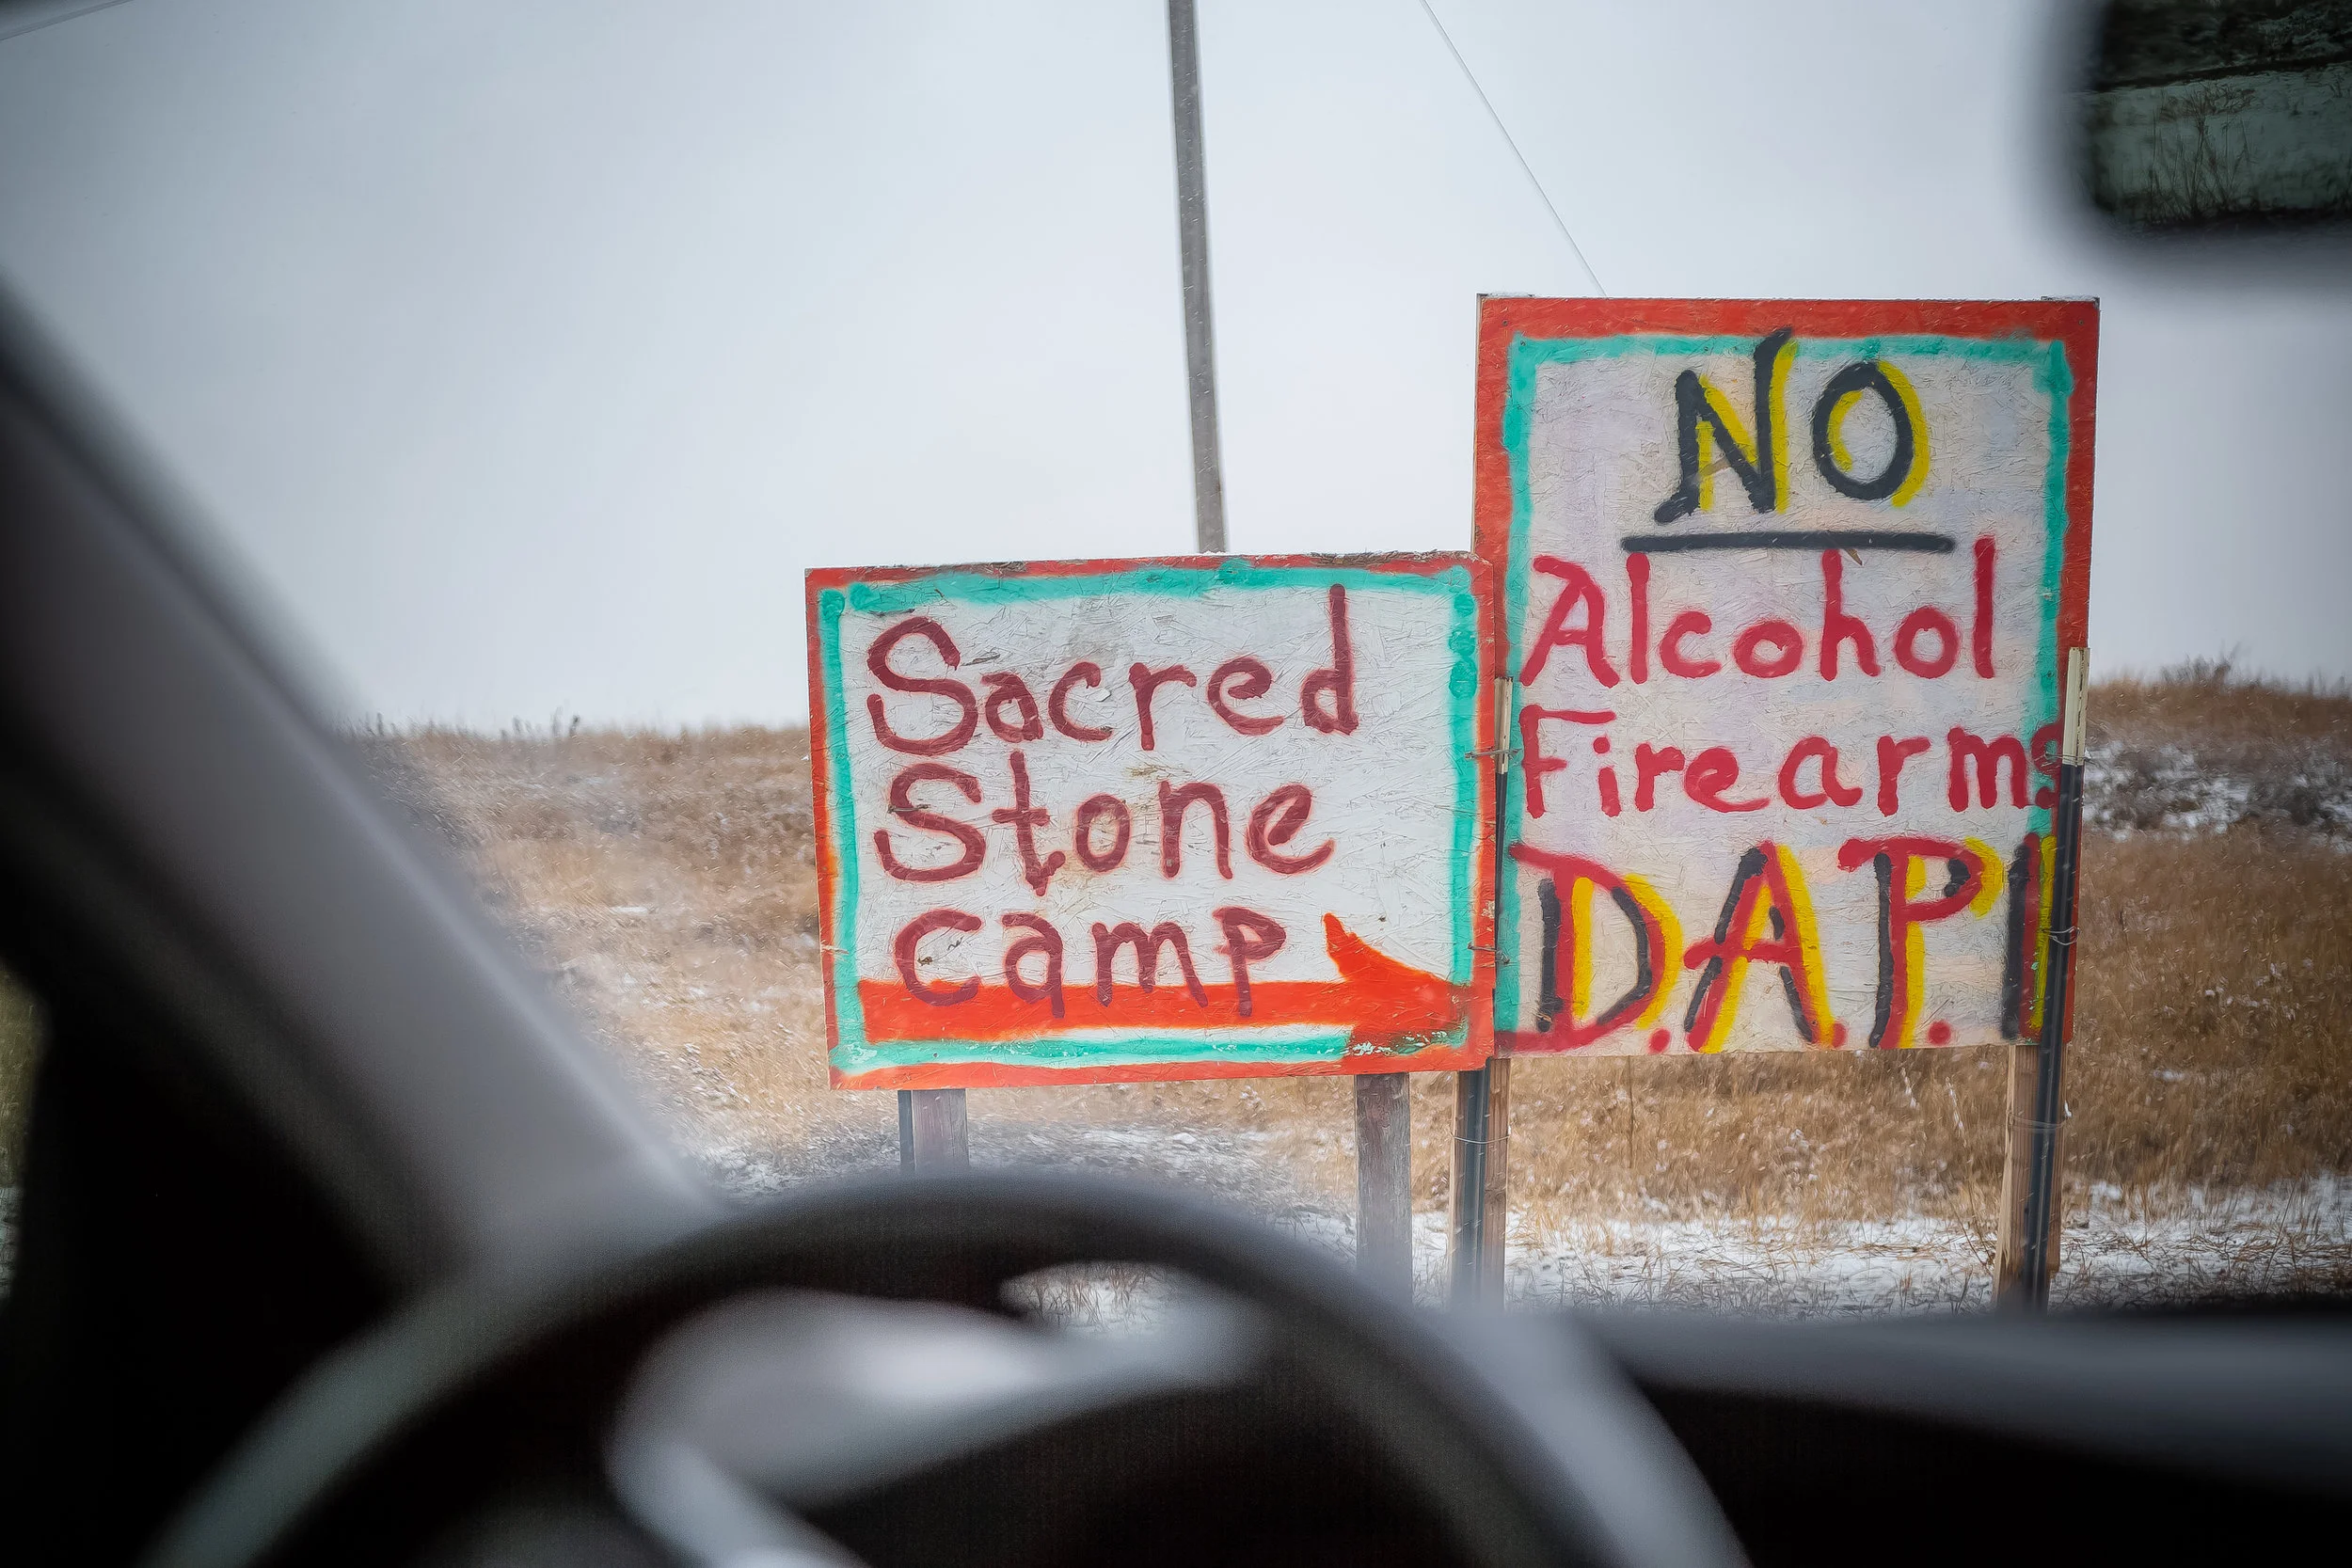 Sacred
Stone
Camp
NO
Alcohol
Firearms
D.A.P.L